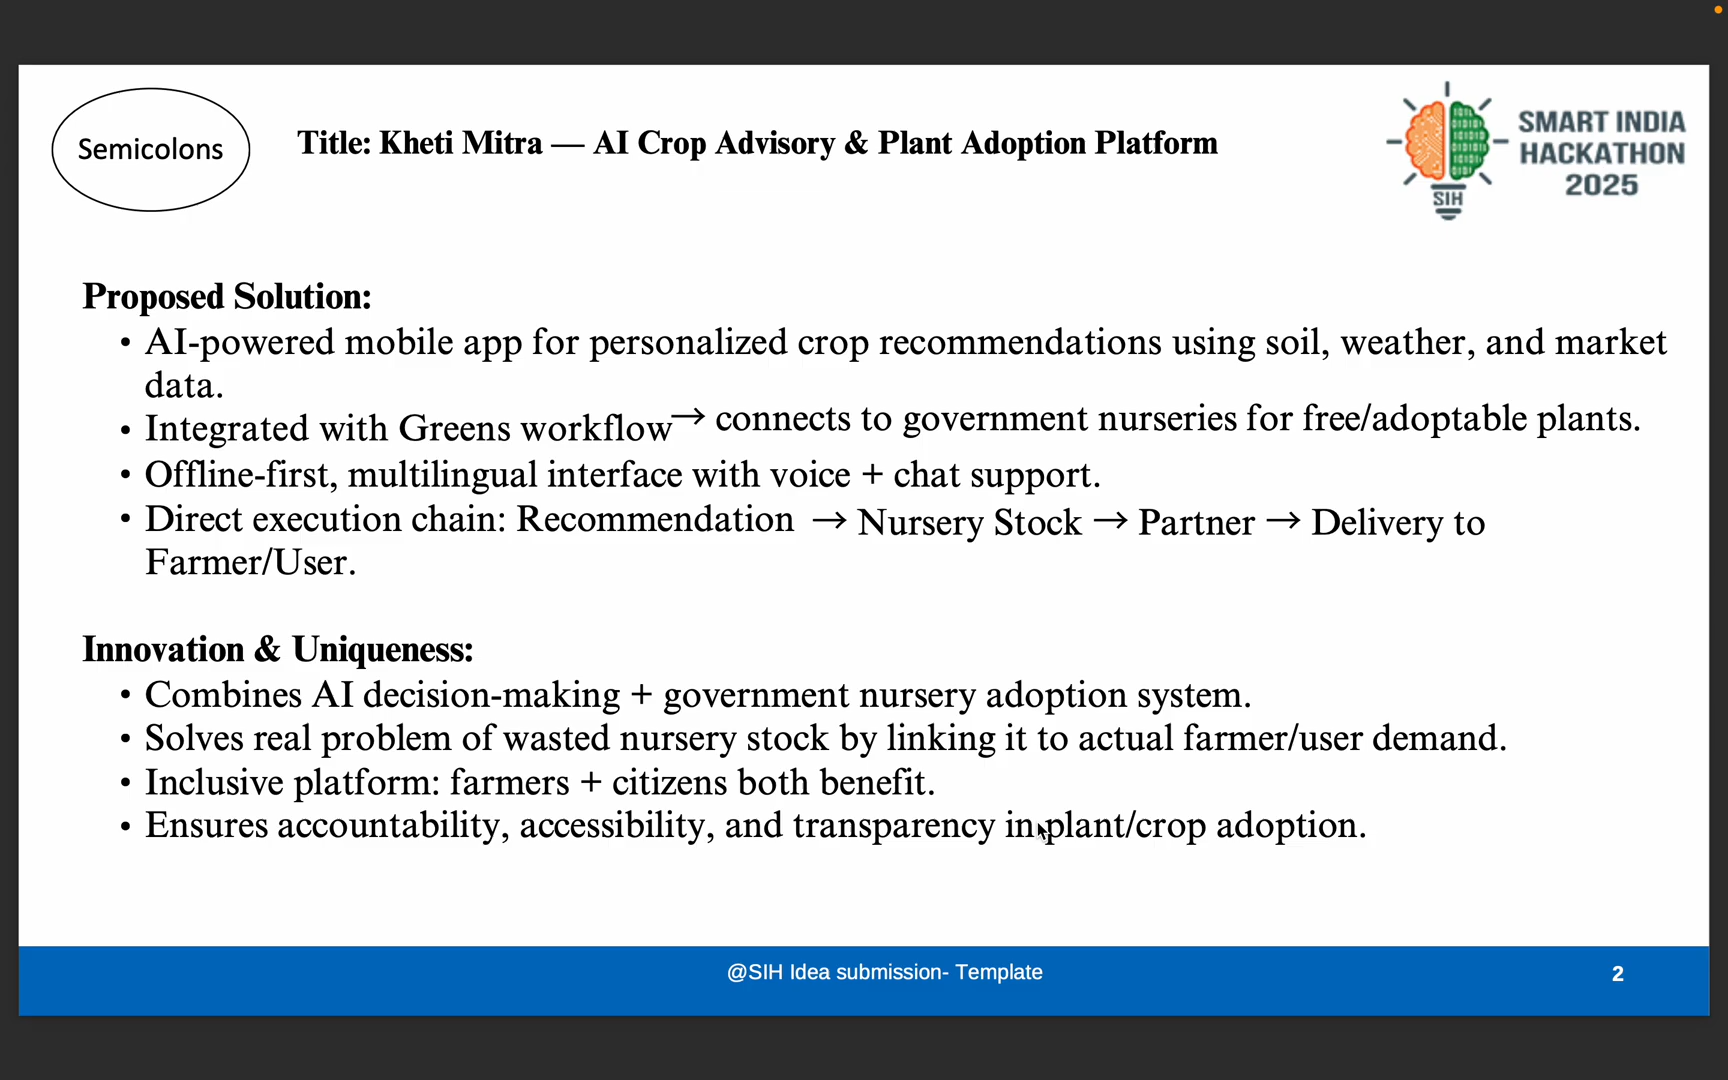 Semicolons
Title: Kheti Mitra — AI Crop Advisory & Plant Adoption Platform
SMART INDIA
HACKATHON
2025
SIH
Proposed Solution:
• AI-powered mobile app for personalized crop recommendations using soil, weather, and market
data.
• Integrated with Greens workflow→ connects to government nurseries for free/adoptable plants.
• Offline-first, multilingual interface with voice + chat support.
• Direct execution chain: Recommendation → Nursery Stock → Partner → Delivery to
Farmer/User.
Innovation & Uniqueness:
• Combines AI decision-making + government nursery adoption system.
• Solves real problem of wasted nursery stock by linking it to actual farmer/user demand.
• Inclusive platform: farmers + citizens both benefit.
• Ensures accountability, accessibility, and transparency in plant/crop adoption.
@SIH Idea submission- Template
2